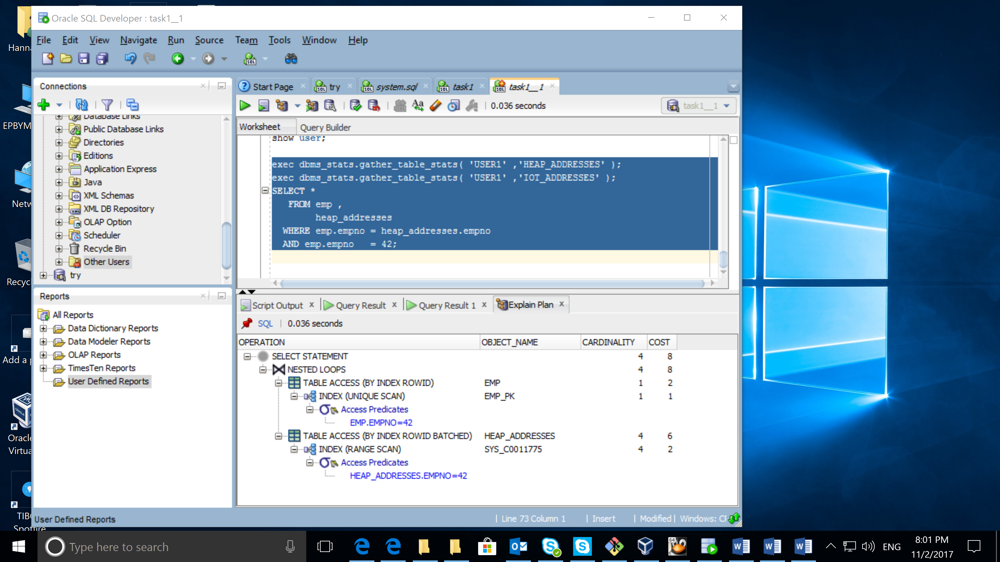 Oracle SQL Developer : task1__1
File Edit View Navigate Run Source Team Tools Window Help
Connections
Database Links
Public Database Links
Directories
Editions
Application Express
Java
XML Schemas
XML DB Repository
OLAP Option
Scheduler
Recycle Bin
Other Users
try
Reports
All Reports
Data Dictionary Reports
Data Modeler Reports
OLAP Reports
TimesTen Reports
User Defined Reports
Start Page try system.sql task1 task1__1
0.036 seconds task1__1
Worksheet Query Builder
show user;
exec dbms_stats.gather_table_stats( 'USER1' ,'HEAP_ADDRESSES' );
exec dbms_stats.gather_table_stats( 'USER1' ,'IOT_ADDRESSES' );
SELECT *
FROM emp ,
heap_addresses
WHERE emp.empno = heap_addresses.empno
AND emp.empno = 42;
Script Output Query Result Query Result 1 Explain Plan
SQL | 0.036 seconds
OPERATION OBJECT_NAME CARDINALITY COST
SELECT STATEMENT 4 8
NESTED LOOPS 4 8
TABLE ACCESS (BY INDEX ROWID) EMP 1 2
INDEX (UNIQUE SCAN) EMP_PK 1 1
Access Predicates
EMP.EMPNO=42
TABLE ACCESS (BY INDEX ROWID BATCHED) HEAP_ADDRESSES 4 6
INDEX (RANGE SCAN) SYS_C0011775 4 2
Access Predicates
HEAP_ADDRESSES.EMPNO=42
User Defined Reports
| Line 73 Column 1 | Insert | Modified | Windows:
Add a
Type here to search
64
ENG
8:01 PM
11/2/2017